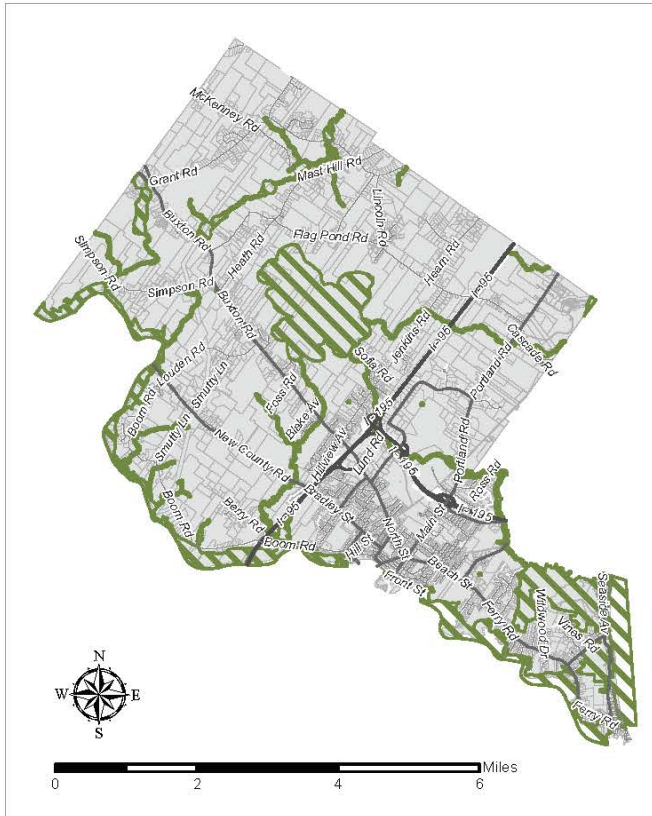 McKenney Rd
Grant Rd
Mast Hill Rd
Buxton Rd
Lincoln Rd
Flag Pond Rd
Heath Rd
Hearn Rd
Simpson Rd
Simpson Rd
I-95
Buxton Rd
Cascade Rd
Jenkins Rd
I-95
Portland Rd
Sofia Rd
Louden Rd
Boom Rd
Smutty Ln
Foss Rd
Blake Av
I-195
Smutty Ln
New County Rd
Hillview Av
Lund Rd
I-195
Portland Rd
Ross Rd
Boom Rd
Berry Rd
I-95
Bradley St
North St
Main St
I-195
Boom Rd
Hill St
Front St
Beach St
Ferry Rd
Wildwood Dr
Vines Rd
Seaside Av
Ferry Rd
N
W E
S
0 2 4 6 Miles